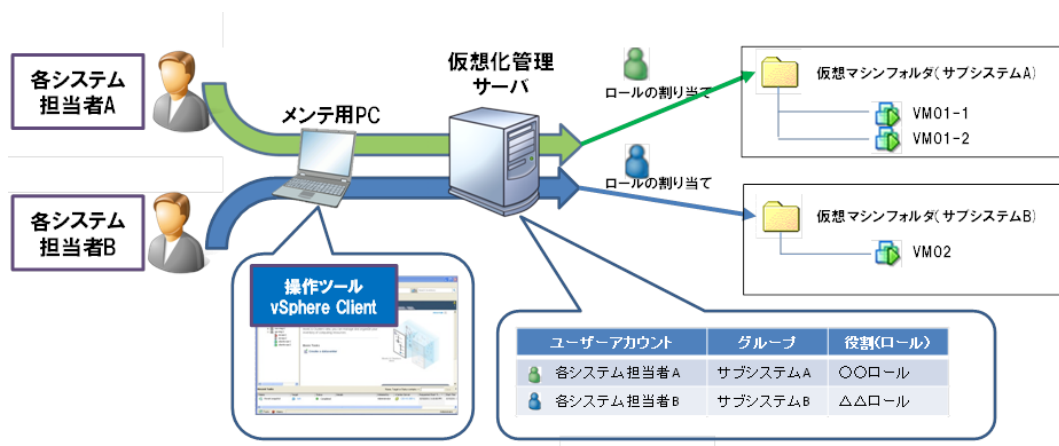 各システム
担当者A
メンテ用PC
仮想化管理
サーバ
ロールの割り当て
仮想マシンフォルダ(サブシステムA)
VM01-1
VM01-2
各システム
担当者B
ロールの割り当て
仮想マシンフォルダ(サブシステムB)
VM02
操作ツール
vSphere Client
ユーザーアカウント グループ 役割(ロール)
各システム担当者A サブシステムA 〇〇ロール
各システム担当者B サブシステムB △△ロール